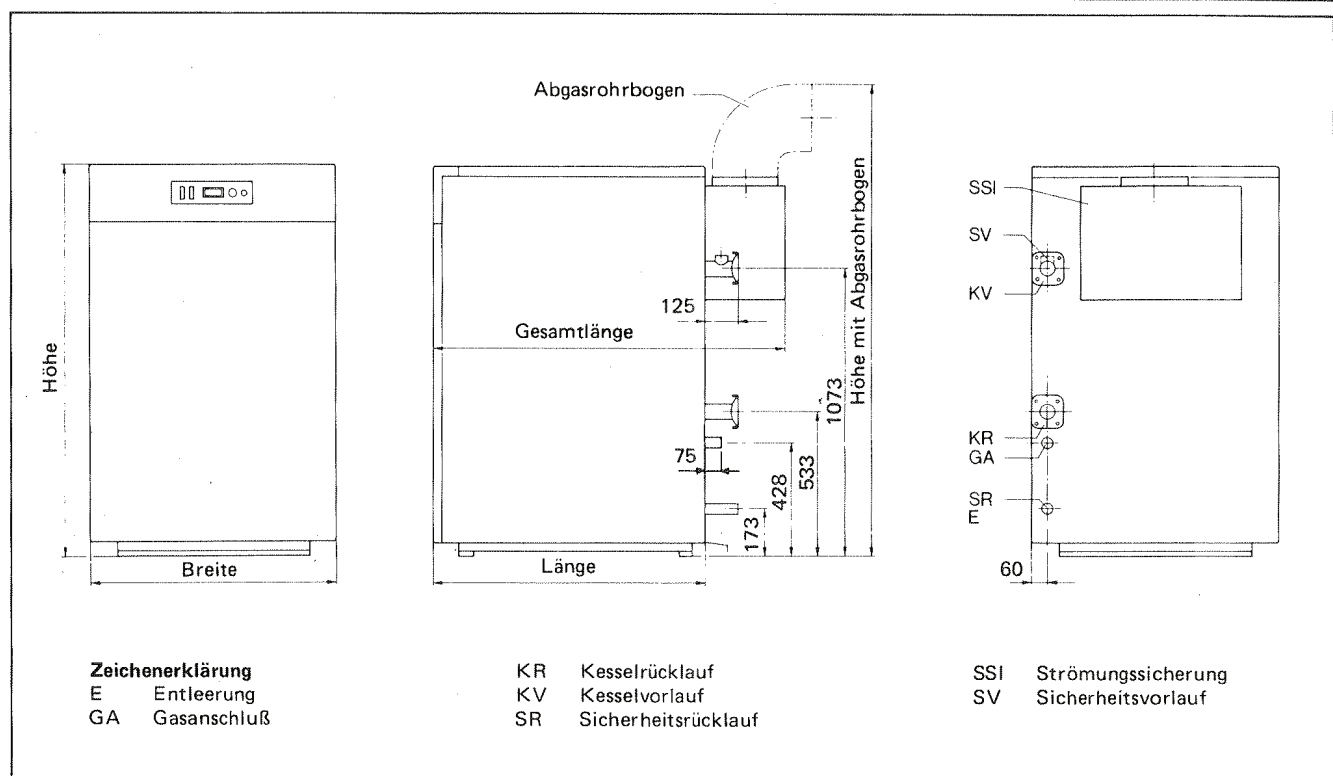 Abgasrohrbogen
Höhe
Breite
Gesamtlänge
Länge
125
75
173
428
533
1073
Höhe mit Abgasrohrbogen
SSI
SV
KV
KR
GA
SR
E
60
Zeichenerklärung
E Entleerung
GA Gasanschluß
KR Kesselrücklauf
KV Kesselvorlauf
SR Sicherheitsrücklauf
SSI Strömungssicherung
SV Sicherheitsvorlauf